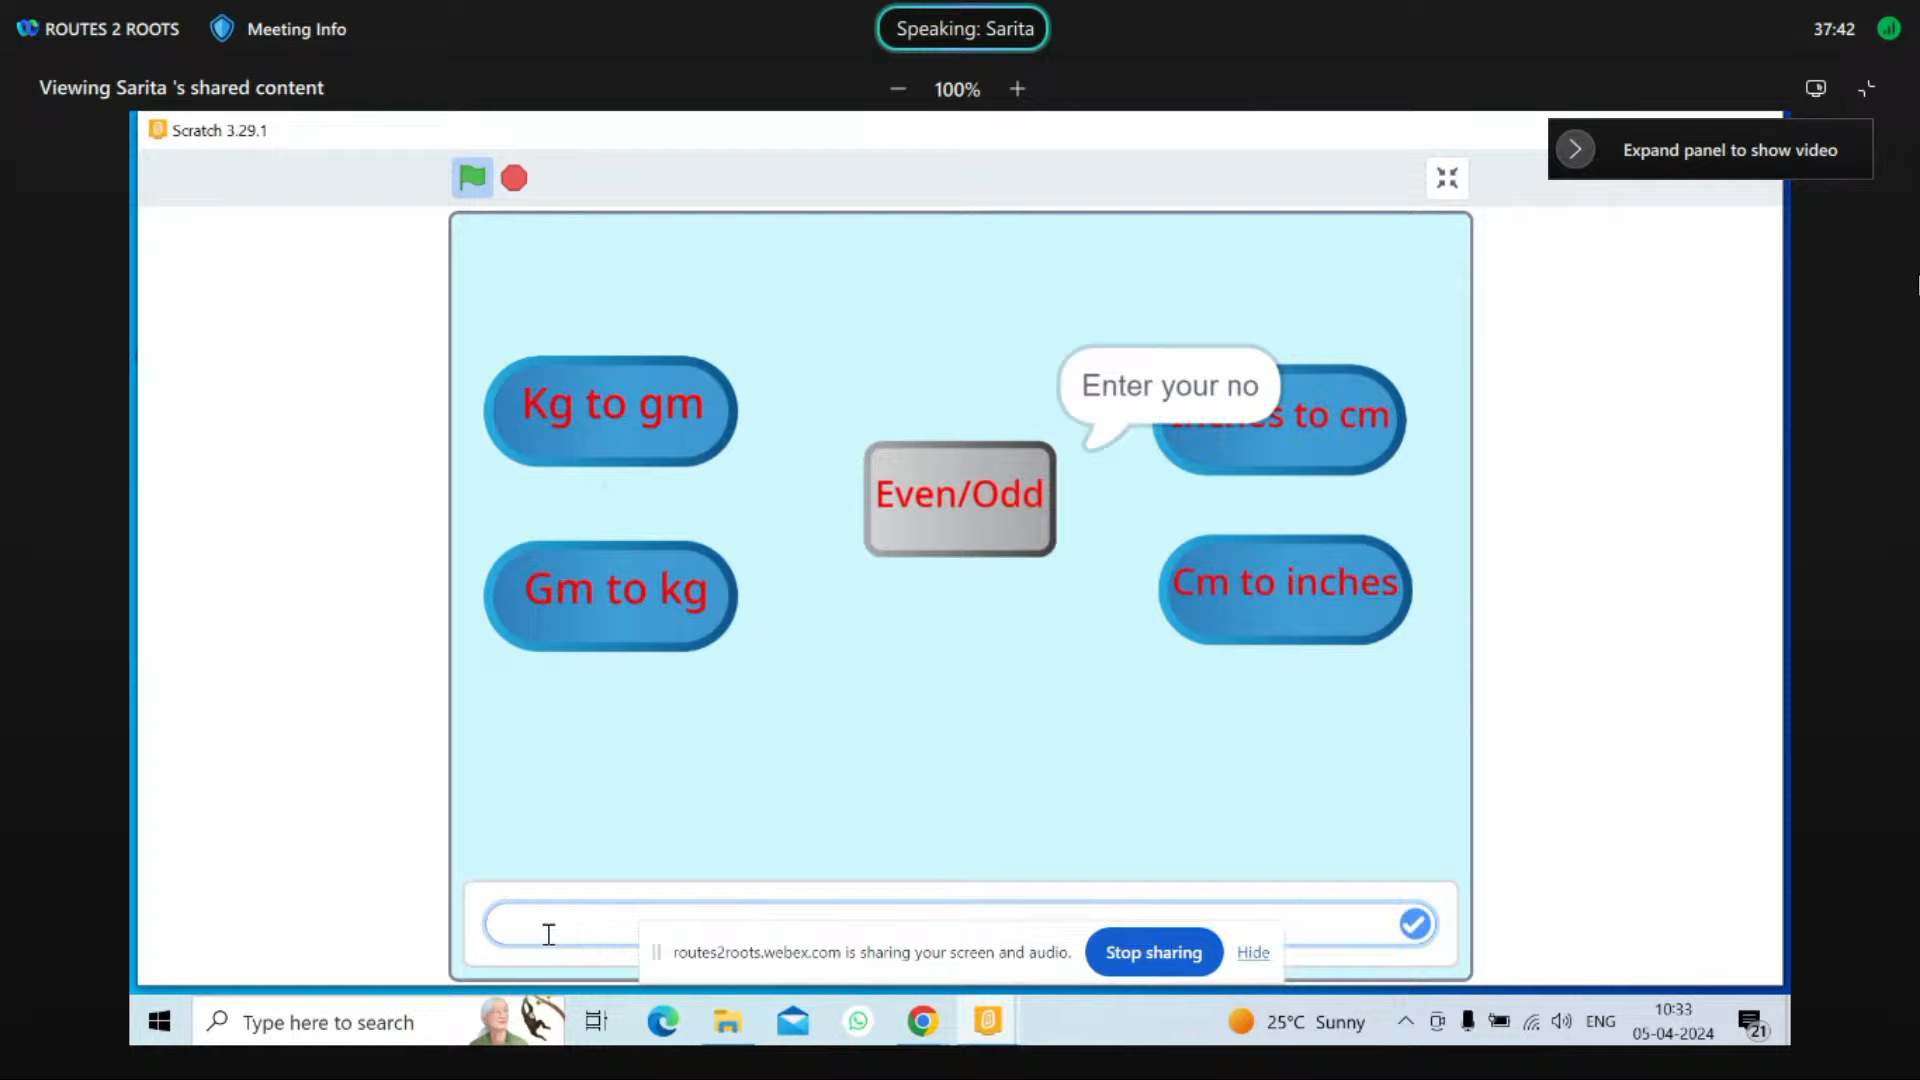 ROUTES 2 ROOTS
Meeting Info
Speaking: Sarita
37:42
Viewing Sarita 's shared content
100%
Scratch 3.29.1
Expand panel to show video
Kg to gm
Enter your no
to cm
Even/Odd
Gm to kg
Cm to inches
routes2roots.webex.com is sharing your screen and audio.
Stop sharing
Hide
Type here to search
25°C Sunny
ENG
10:33
05-04-2024
21